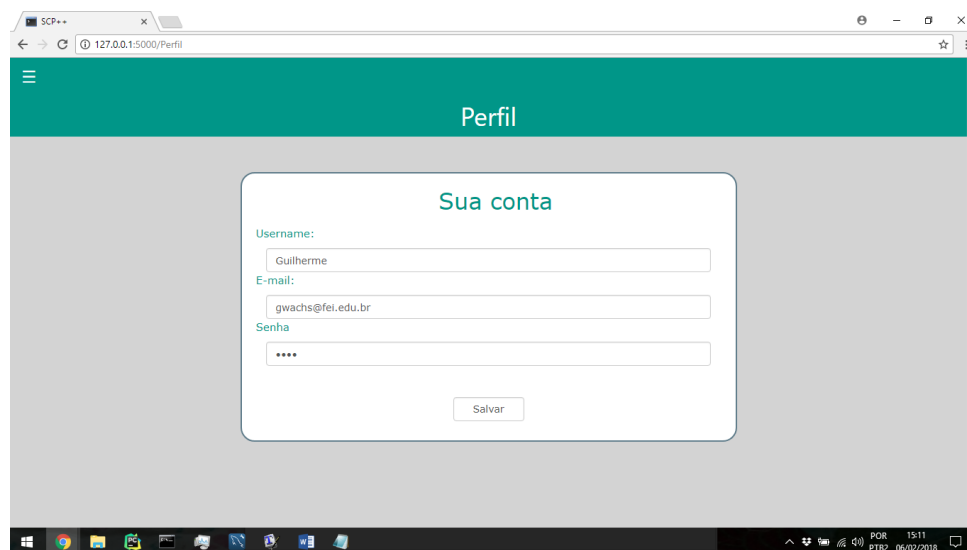 SCP++
127.0.0.1:5000/Perfil
Perfil
Sua conta
Username:
Guilherme
E-mail:
gwachs@fei.edu.br
Senha
••••
Salvar
POR
15:11
PTB2
06/02/2018